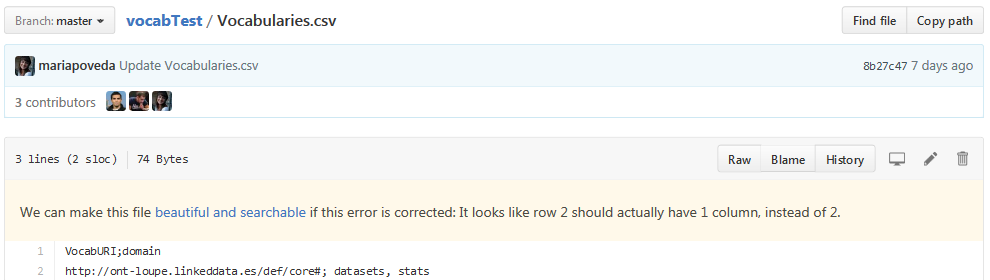 Branch: master
vocabTest / Vocabularies.csv
Find file
Copy path
mariapoveda Update Vocabularies.csv
8b27c47 7 days ago
3 contributors
3 lines (2 sloc) 74 Bytes
Raw
Blame
History
We can make this file beautiful and searchable if this error is corrected: It looks like row 2 should actually have 1 column, instead of 2.
1 VocabURI;domain
2 http://ont-loupe.linkeddata.es/def/core#; datasets, stats